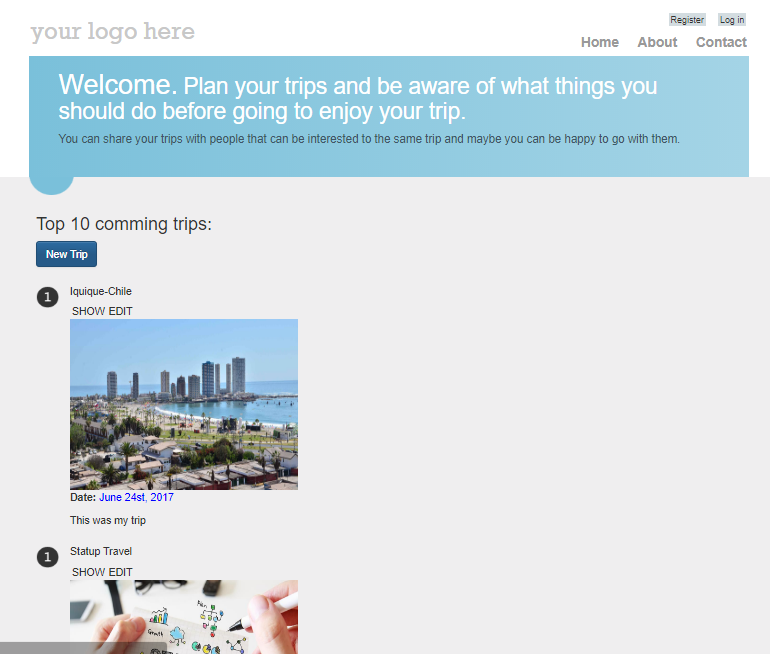 Register Log in
your logo here
Home About Contact
Welcome. Plan your trips and be aware of what things you
should do before going to enjoy your trip.
You can share your trips with people that can be interested to the same trip and maybe you can be happy to go with them.
Top 10 comming trips:
New Trip
1 Iquique-Chile
SHOW EDIT
Date: June 24st, 2017
This was my trip
1 Statup Travel
SHOW EDIT
Plan
Growth